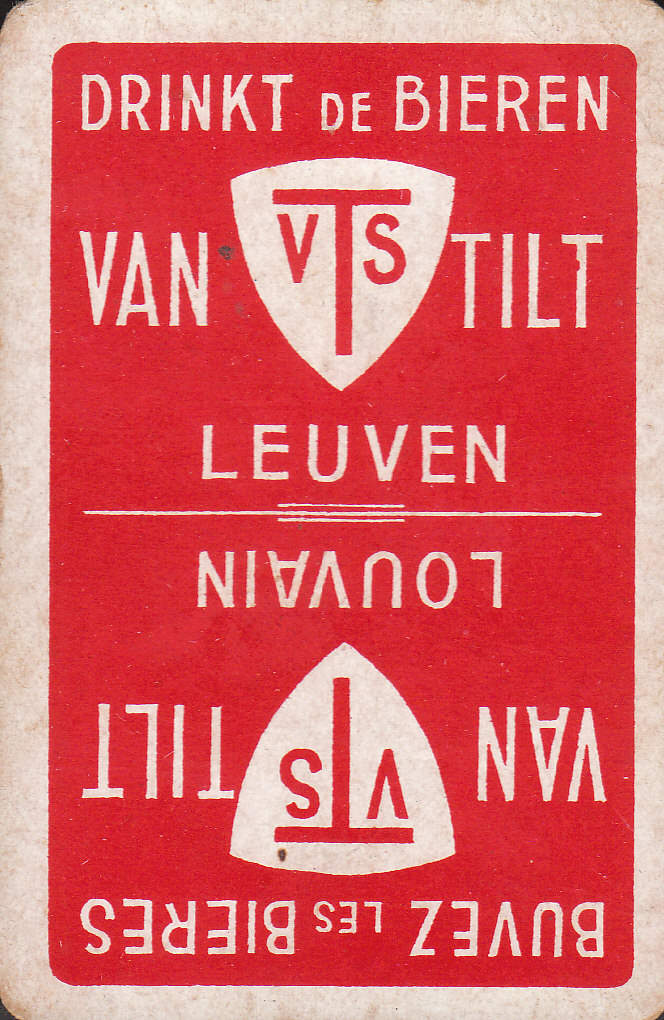 DRINKT DE BIEREN
VTS
VAN TILT
LEUVEN
BUVEZ LES BIERES
VAN TILT
VTS
LOUVAIN